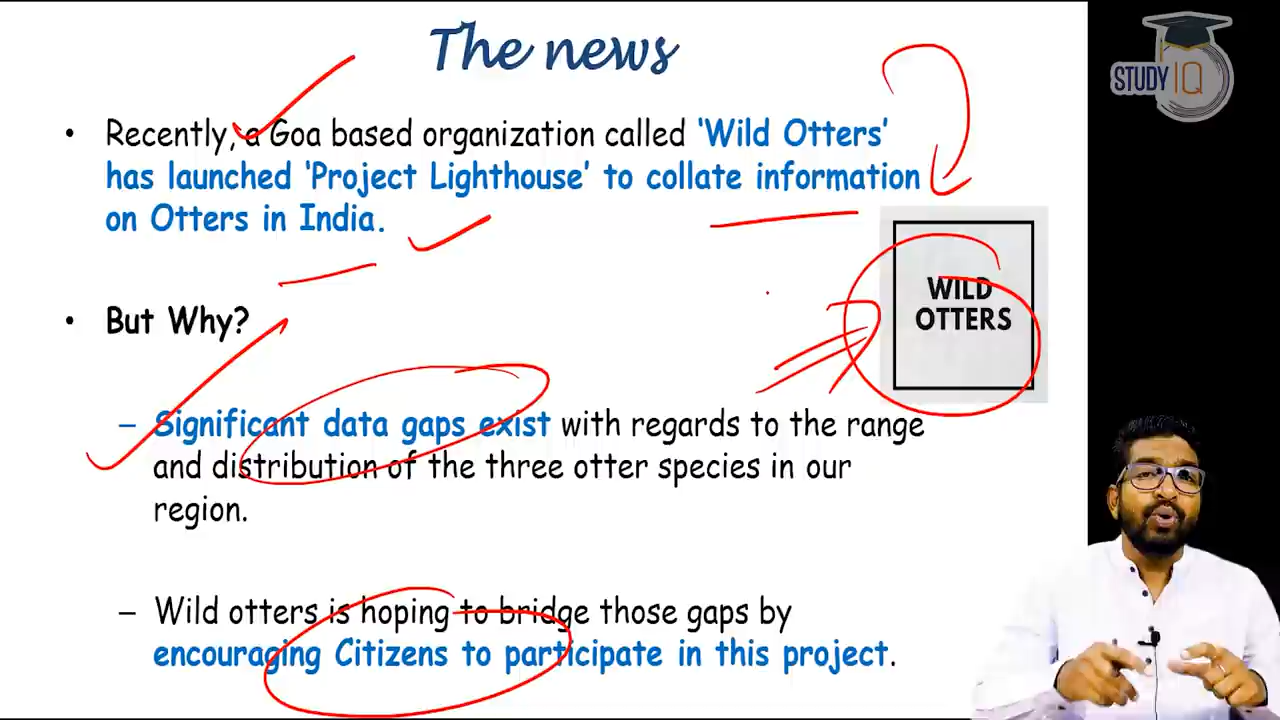 The news
STUDY IQ
• Recently, a Goa based organization called ‘Wild Otters’
has launched ‘Project Lighthouse’ to collate information
on Otters in India.
WILD
OTTERS
• But Why?
– Significant data gaps exist with regards to the range
and distribution of the three otter species in our
region.
– Wild otters is hoping to bridge those gaps by
encouraging Citizens to participate in this project.